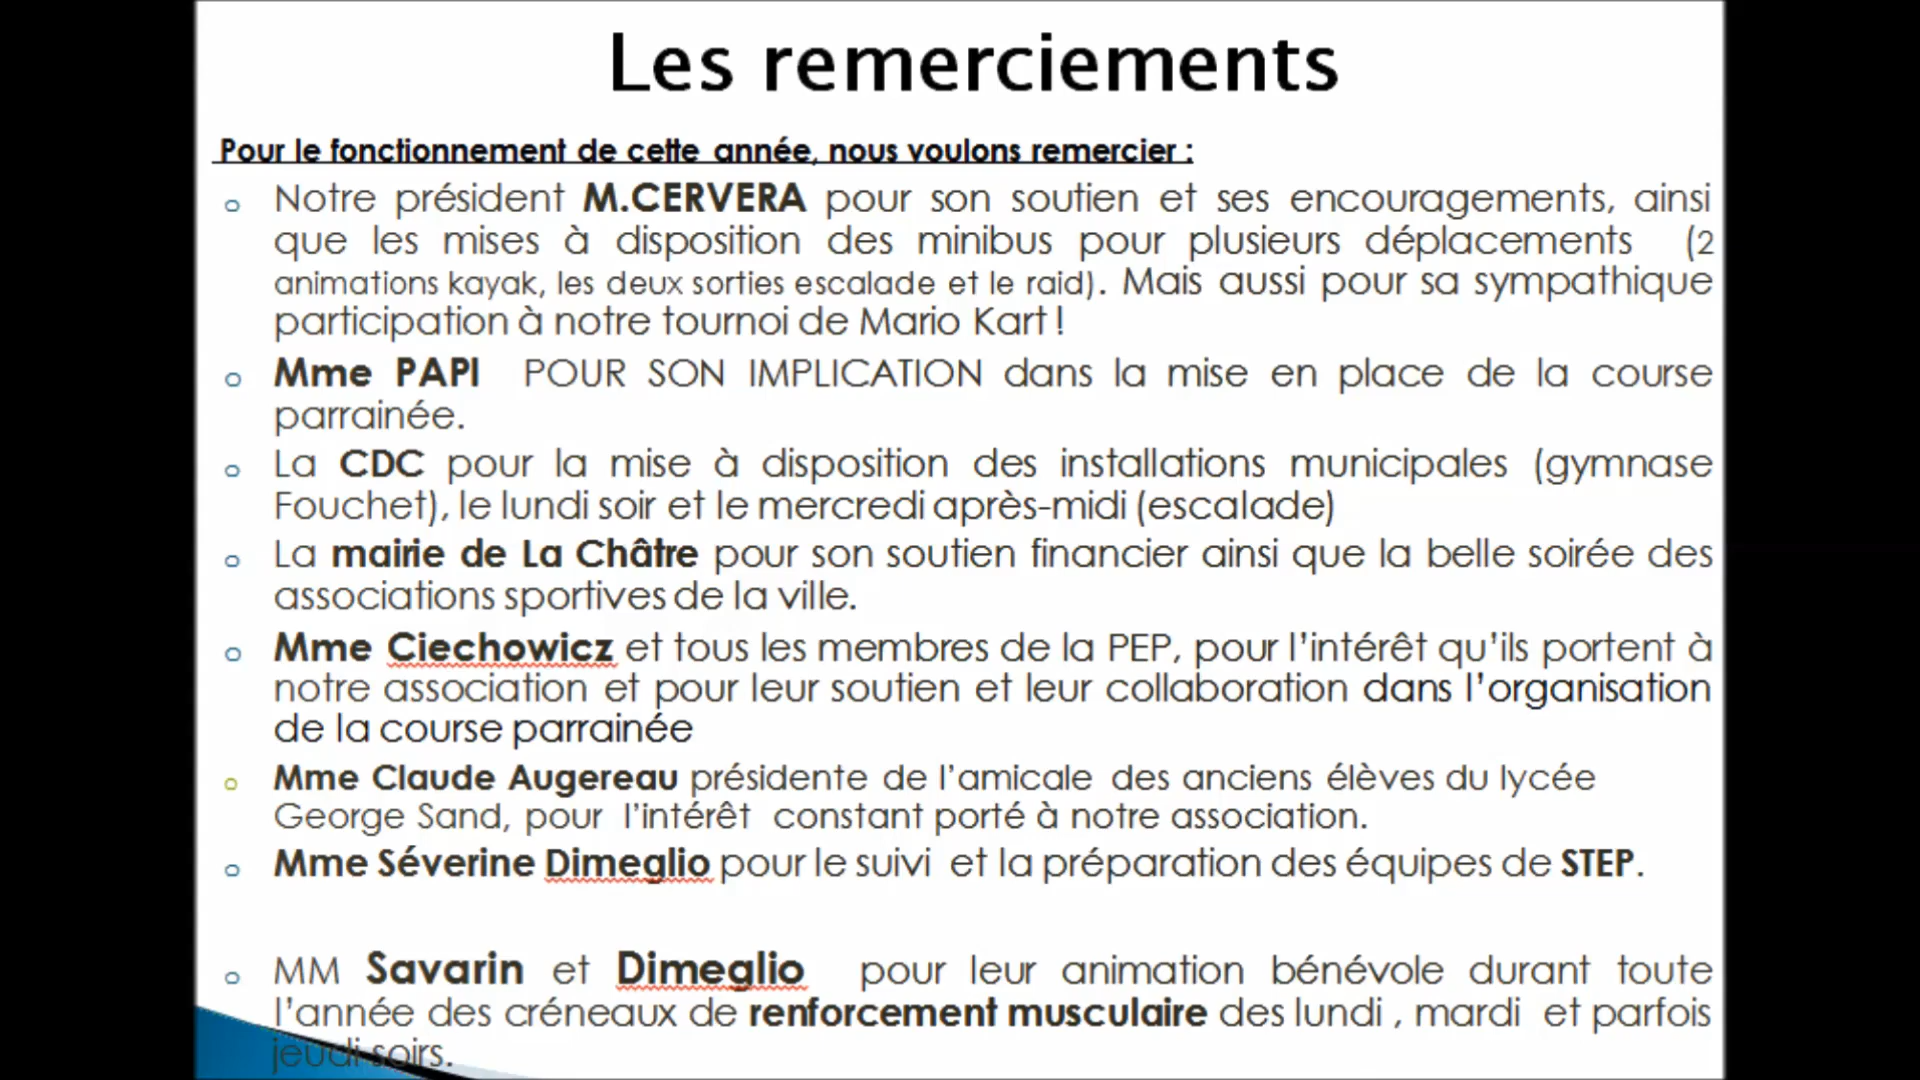 Les remerciements
Pour le fonctionnement de cette année, nous voulons remercier :
o Notre président M.CERVERA pour son soutien et ses encouragements, ainsi
que les mises à disposition des minibus pour plusieurs déplacements (2
animations kayak, les deux sorties escalade et le raid). Mais aussi pour sa sympathique
participation à notre tournoi de Mario Kart !
o Mme PAPI POUR SON IMPLICATION dans la mise en place de la course
parrainée.
o La CDC pour la mise à disposition des installations municipales (gymnase
Fouchet), le lundi soir et le mercredi après-midi (escalade)
o La mairie de La Châtre pour son soutien financier ainsi que la belle soirée des
associations sportives de la ville.
o Mme Ciechowicz et tous les membres de la PEP, pour l'intérêt qu'ils portent à
notre association et pour leur soutien et leur collaboration dans l'organisation
de la course parrainée
o Mme Claude Augereau présidente de l'amicale des anciens élèves du lycée
George Sand, pour l'intérêt constant porté à notre association.
o Mme Séverine Dimeglio pour le suivi et la préparation des équipes de STEP.
o MM Savarin et Dimeglio pour leur animation bénévole durant toute
l'année des créneaux de renforcement musculaire des lundi , mardi et parfois
jeudi soirs.